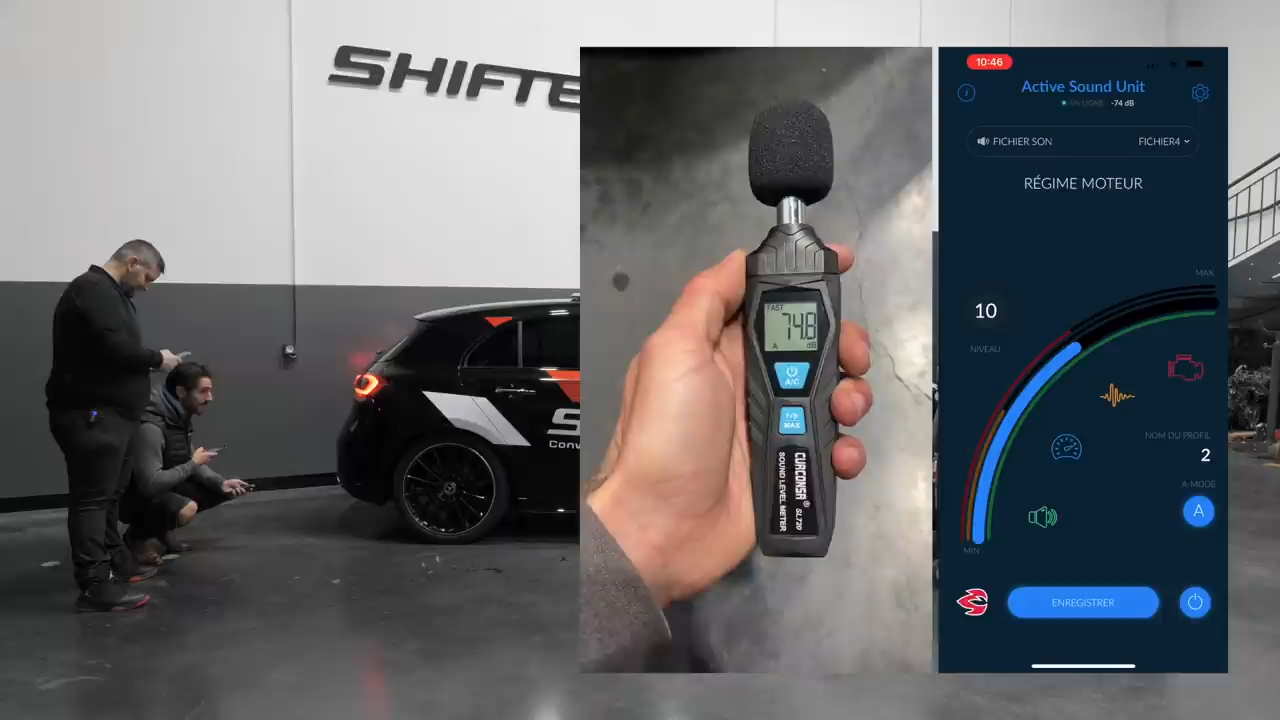 SHIFTE
S
Conv
FAST
74.8
A dB
A/C
F/S
MAX
CURCONSA® SL720
SOUND LEVEL METER
10:46
Active Sound Unit
EN LIGNE -74 dB
FICHIER SON FICHIER4
RÉGIME MOTEUR
MAX
10
NIVEAU
NOM DU PROFIL
2
A-MODE
A
MIN
ENREGISTRER